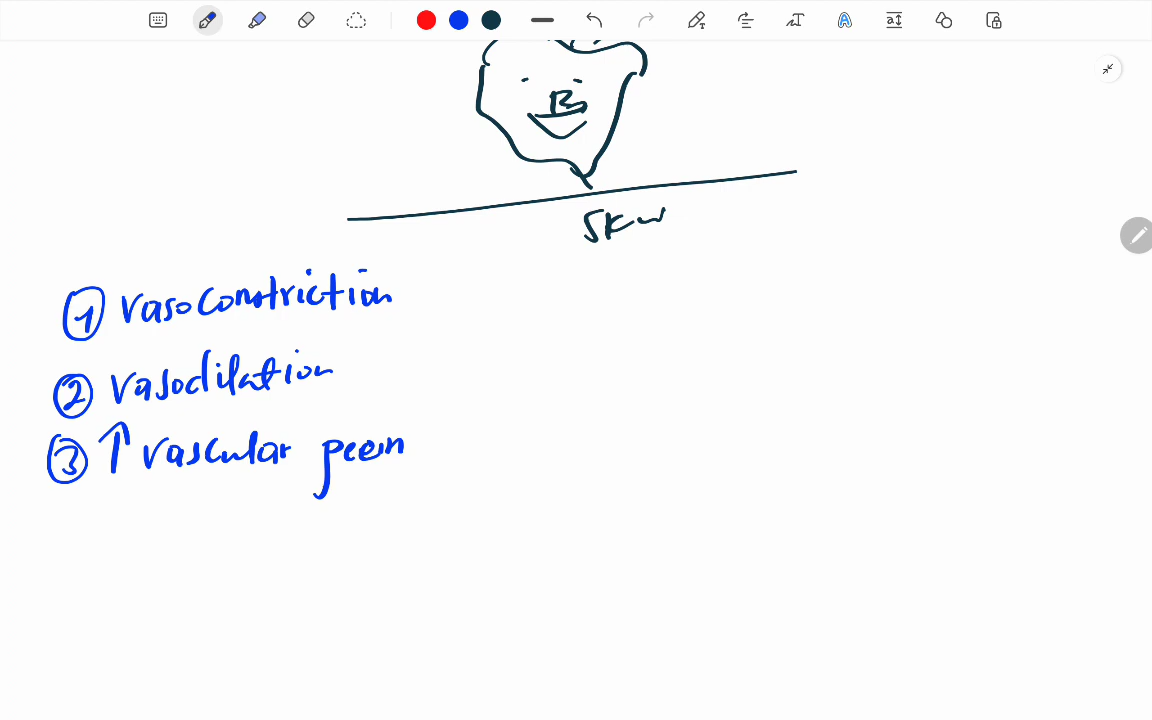 B
Skin
① vasoconstriction
② vasodilation
③ ↑ vascular perm